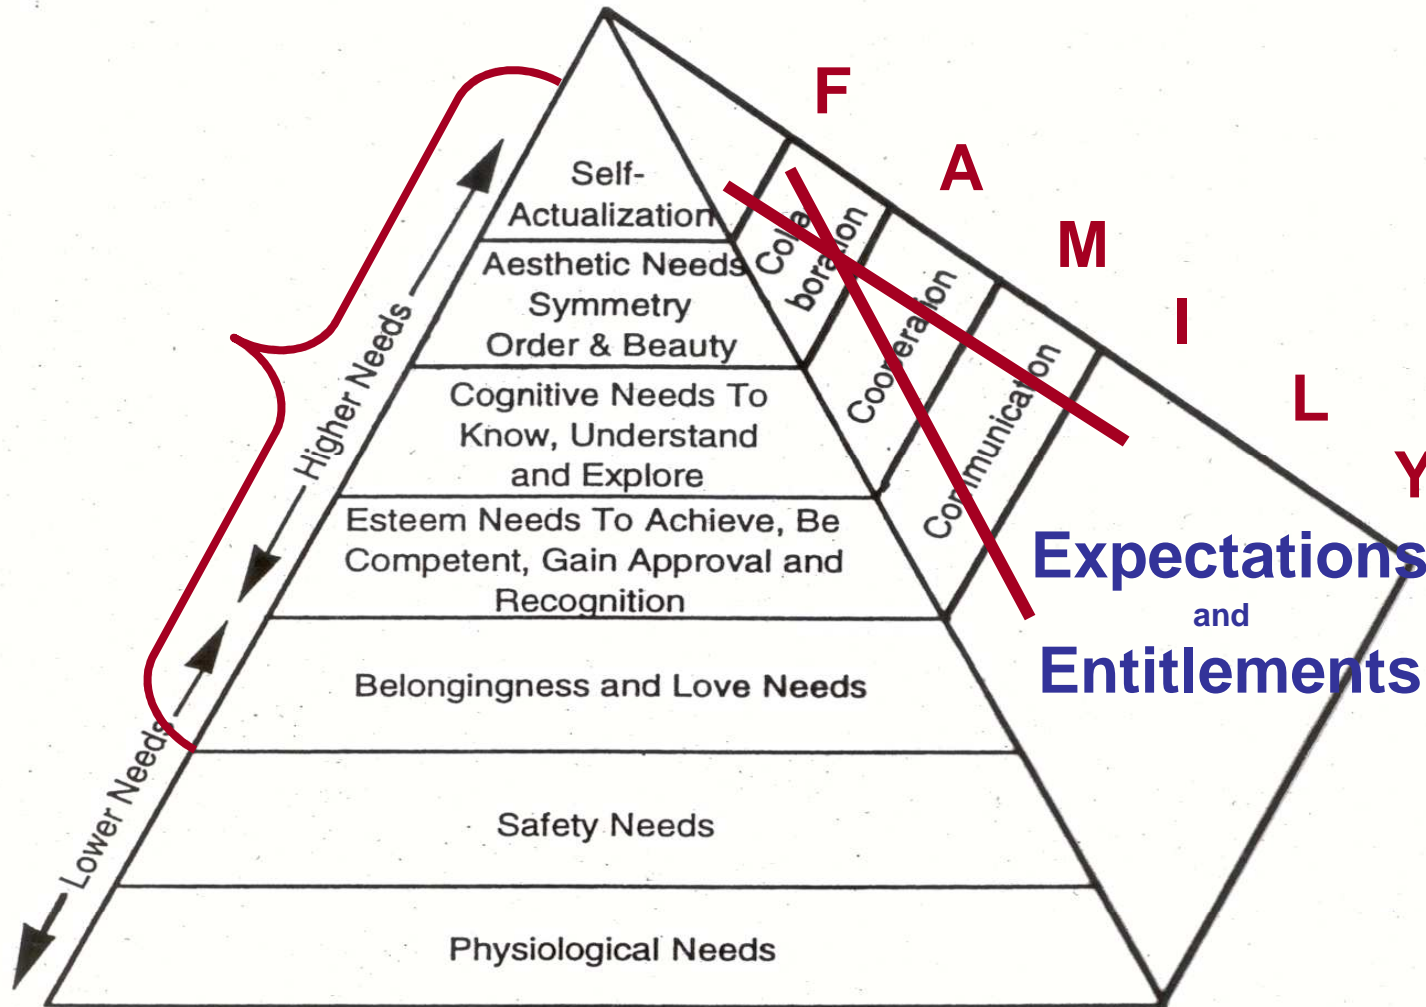 Self-
Actualization
Aesthetic Needs
Symmetry
Order & Beauty
Cognitive Needs To
Know, Understand
and Explore
Esteem Needs To Achieve, Be
Competent, Gain Approval and
Recognition
Belongingness and Love Needs
Safety Needs
Physiological Needs
Higher Needs
Lower Needs
Colla
boration
Cooperation
Communication
F
A
M
I
L
Y
Expectations
and
Entitlements